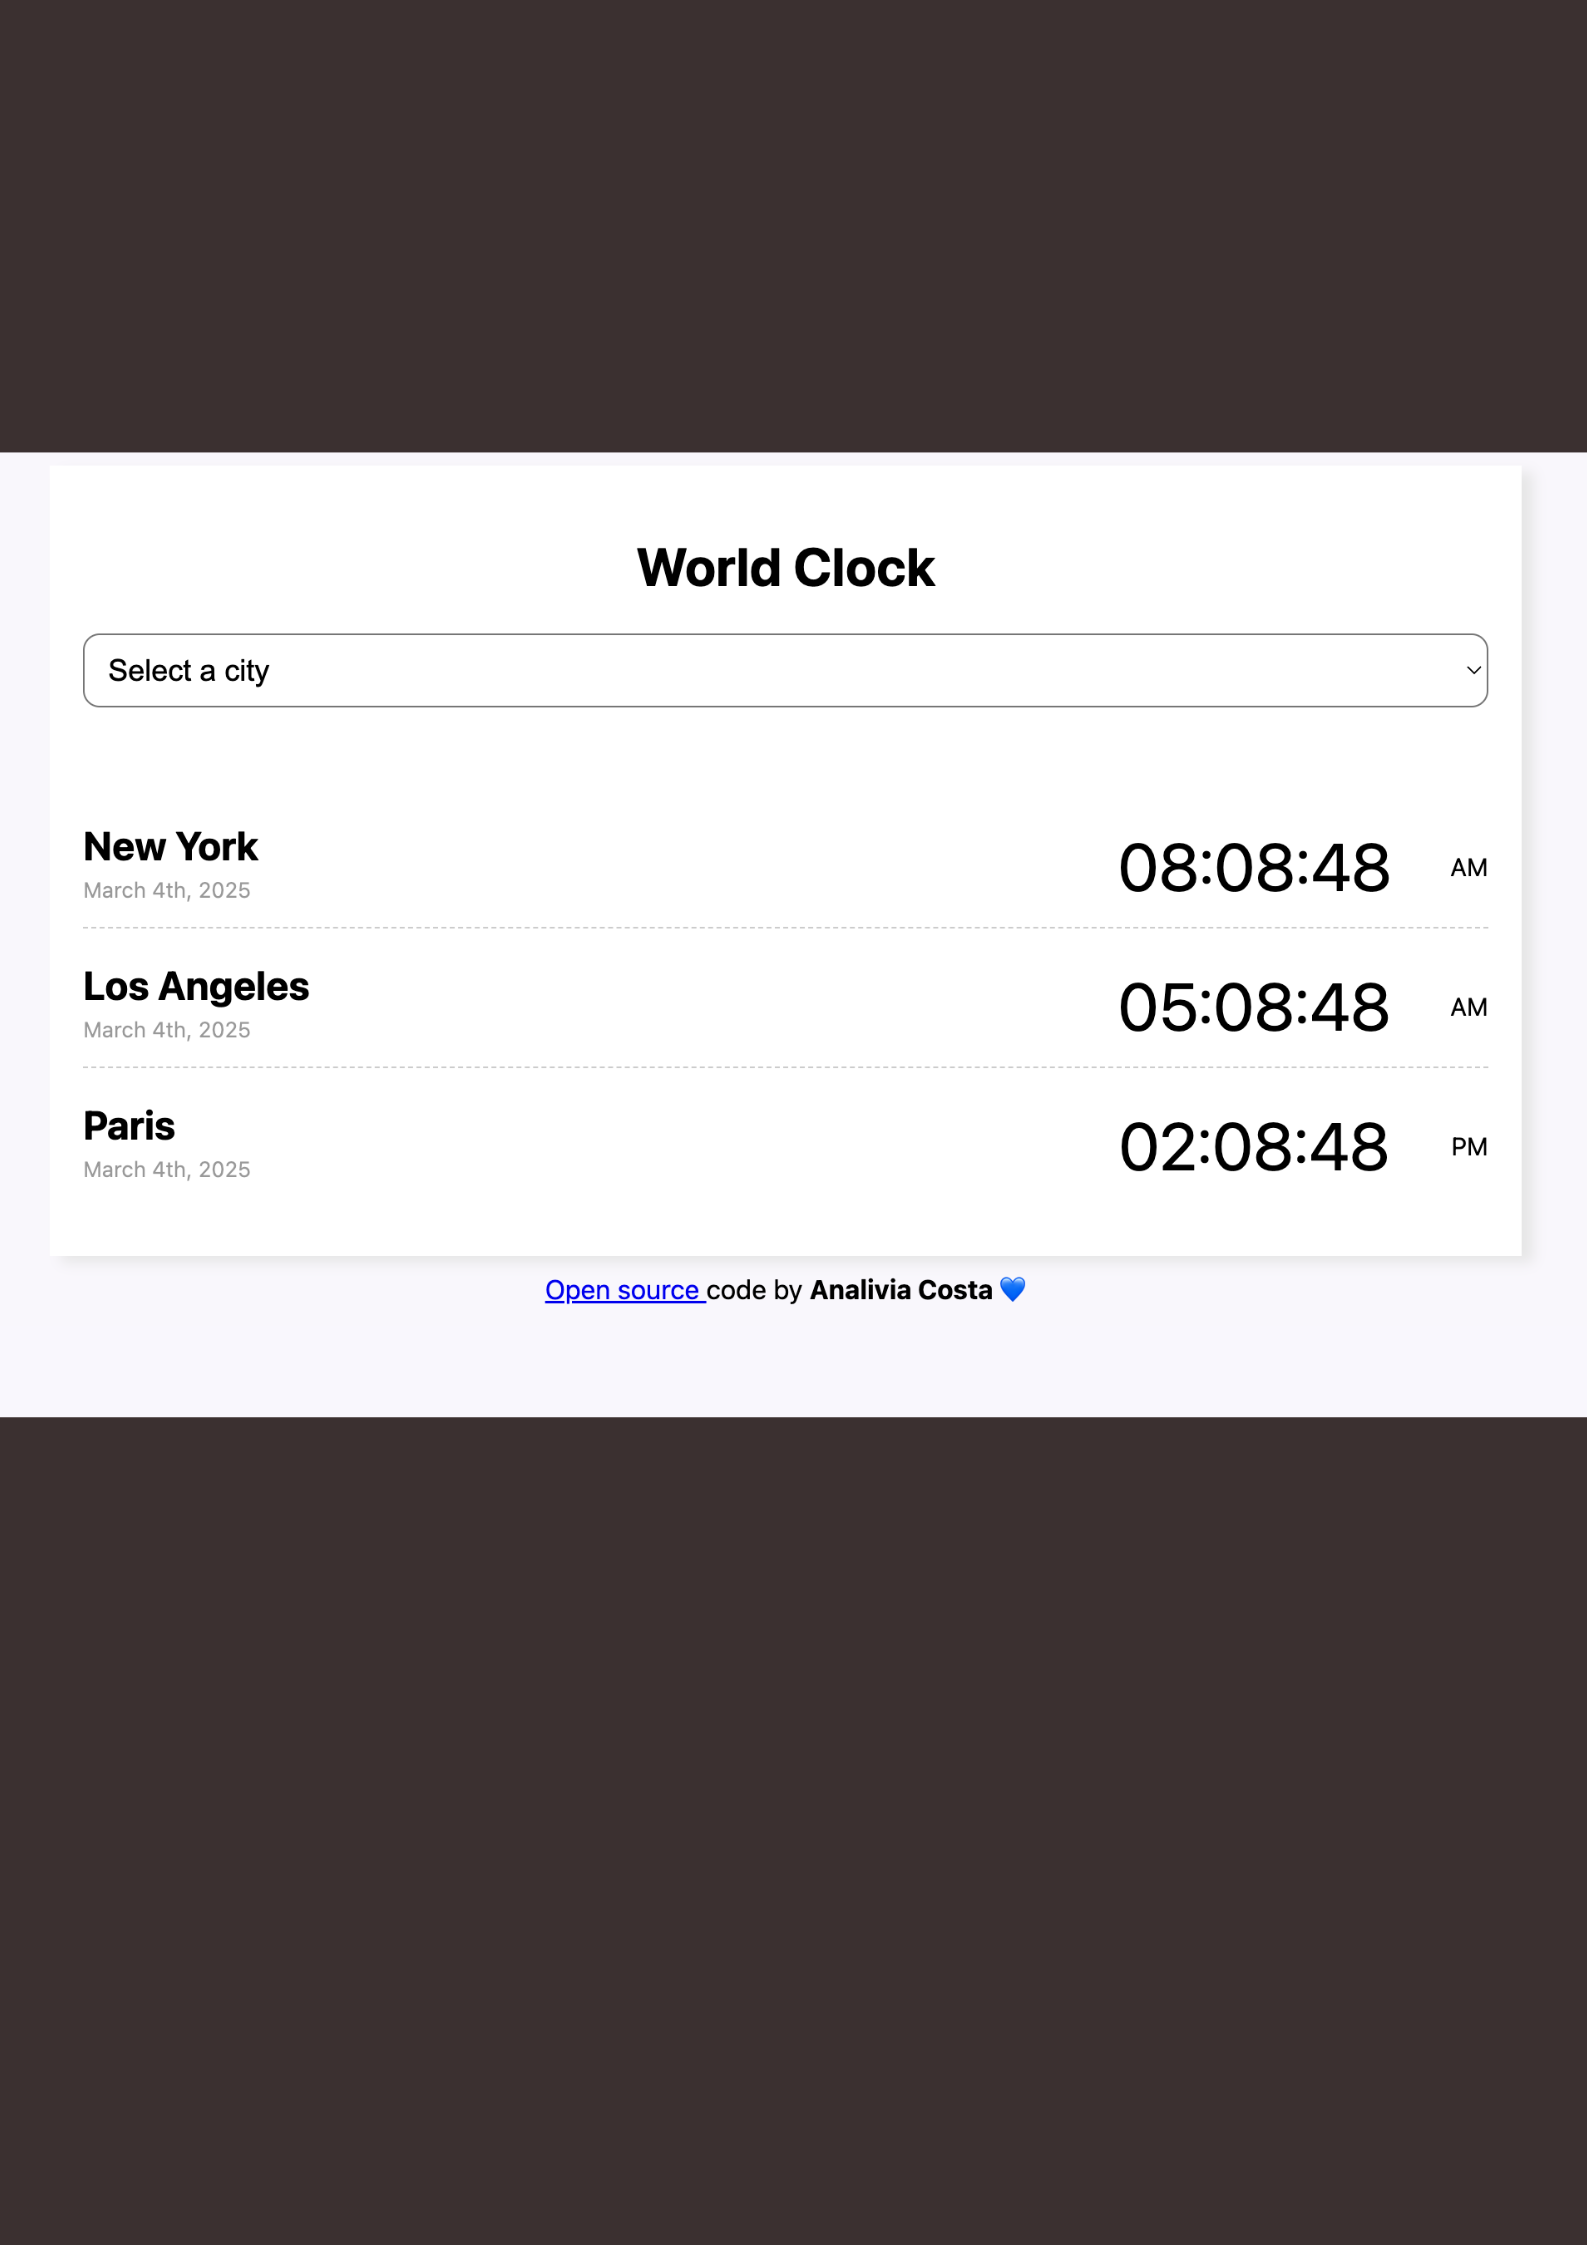 World Clock
Select a city
New York
March 4th, 2025
08:08:48 AM
Los Angeles
March 4th, 2025
05:08:48 AM
Paris
March 4th, 2025
02:08:48 PM
Open source code by Analivia Costa 💙